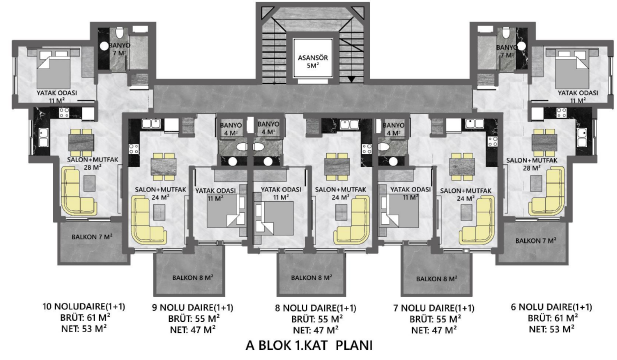 BANYO
7 M²
ASANSÖR
5M²
BANYO
7 M²
YATAK ODASI
11 M²
YATAK ODASI
11 M²
BANYO
4 M²
BANYO
4 M²
BANYO
4 M²
SALON+MUTFAK
28 M²
SALON+MUTFAK
28 M²
SALON+MUTFAK
24 M²
YATAK ODASI
11 M²
YATAK ODASI
11 M²
SALON+MUTFAK
24 M²
YATAK ODASI
11 M²
SALON+MUTFAK
24 M²
BALKON 7 M²
BALKON 7 M²
BALKON 8 M²
BALKON 8 M²
BALKON 8 M²
10 NOLUDAIRE(1+1)
BRÜT: 61 M²
NET: 53 M²
9 NOLU DAIRE(1+1)
BRÜT: 55 M²
NET: 47 M²
8 NOLU DAIRE(1+1)
BRÜT: 55 M²
NET: 47 M²
7 NOLU DAIRE(1+1)
BRÜT: 55 M²
NET: 47 M²
6 NOLU DAIRE(1+1)
BRÜT: 61 M²
NET: 53 M²
A BLOK 1.KAT PLANI